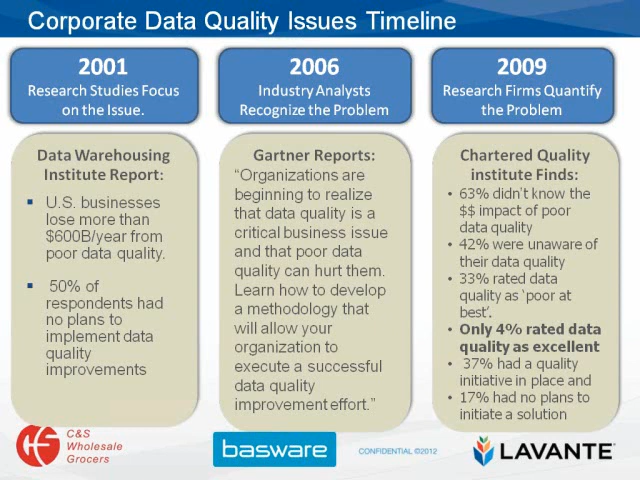 Corporate Data Quality Issues Timeline
2001
Research Studies Focus
on the Issue.
2006
Industry Analysts
Recognize the Problem
2009
Research Firms Quantify
the Problem
Data Warehousing
Institute Report:
▪ U.S. businesses
lose more than
$600B/year from
poor data quality.
▪ 50% of
respondents had
no plans to
implement data
quality
improvements
Gartner Reports:
“Organizations are
beginning to realize
that data quality is a
critical business issue
and that poor data
quality can hurt them.
Learn how to develop
a methodology that
will allow your
organization to
execute a successful
data quality
improvement effort.”
Chartered Quality
institute Finds:
• 63% didn’t know the
$$ impact of poor
data quality
• 42% were unaware of
their data quality
• 33% rated data
quality as ‘poor at
best’.
• Only 4% rated data
quality as excellent
• 37% had a quality
initiative in place and
• 17% had no plans to
initiate a solution
C&S
Wholesale
Grocers
basware
CONFIDENTIAL ©2012
LAVANTE